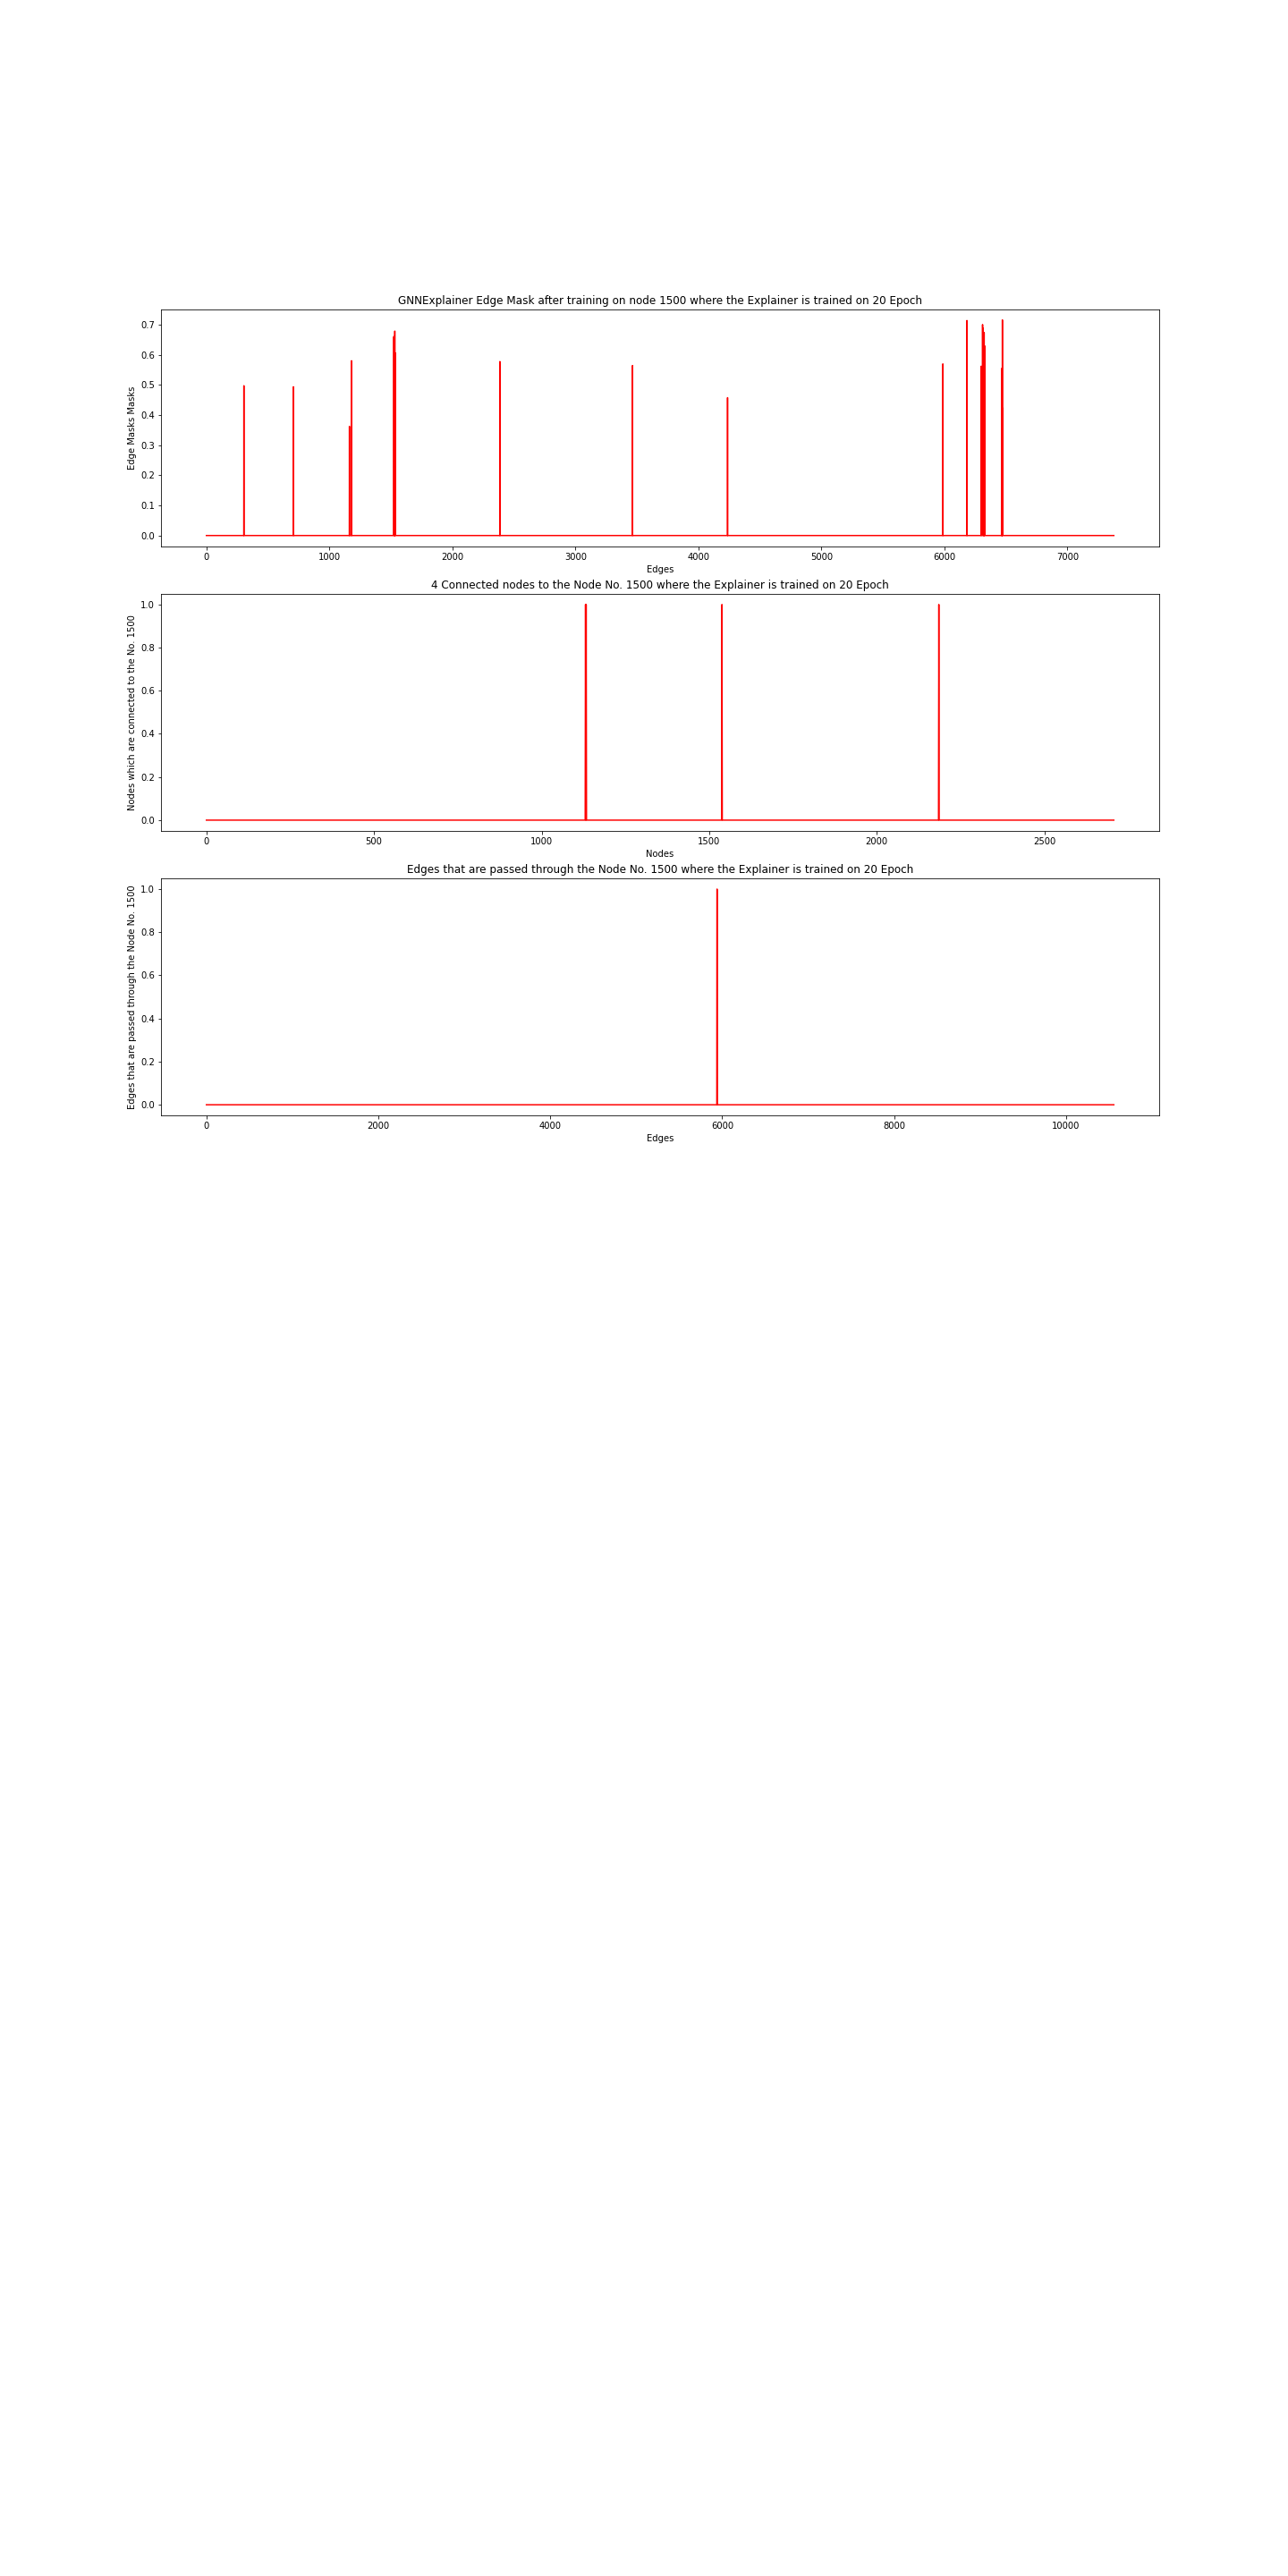 GNNExplainer Edge Mask after training on node 1500 where the Explainer is trained on 20 Epoch
Edge Masks Masks
0.7
0.6
0.5
0.4
0.3
0.2
0.1
0.0
0 1000 2000 3000 4000 5000 6000 7000
Edges
4 Connected nodes to the Node No. 1500 where the Explainer is trained on 20 Epoch
Nodes which are connected to the No. 1500
1.0
0.8
0.6
0.4
0.2
0.0
0 500 1000 1500 2000 2500
Nodes
Edges that are passed through the Node No. 1500 where the Explainer is trained on 20 Epoch
Edges that are passed through the Node No. 1500
1.0
0.8
0.6
0.4
0.2
0.0
0 2000 4000 6000 8000 10000
Edges